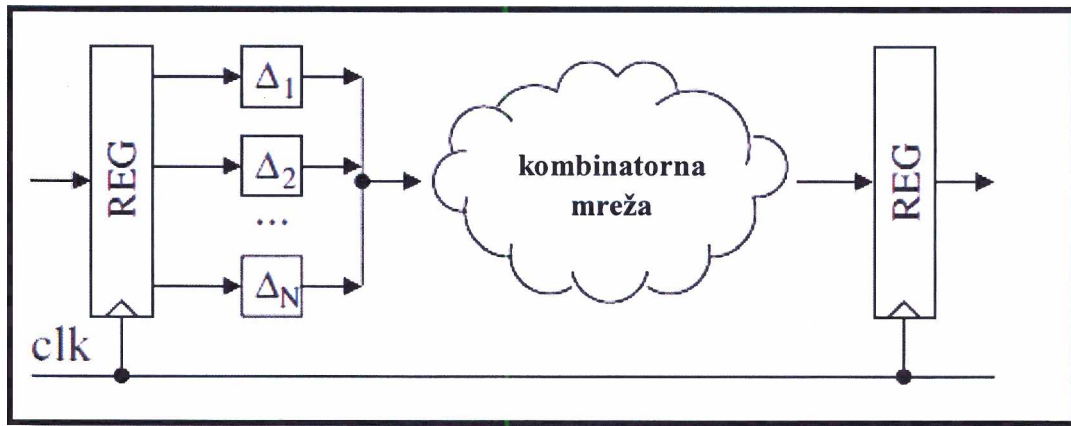 REG
Δ1
Δ2
...
ΔN
kombinatorna
mreža
REG
clk